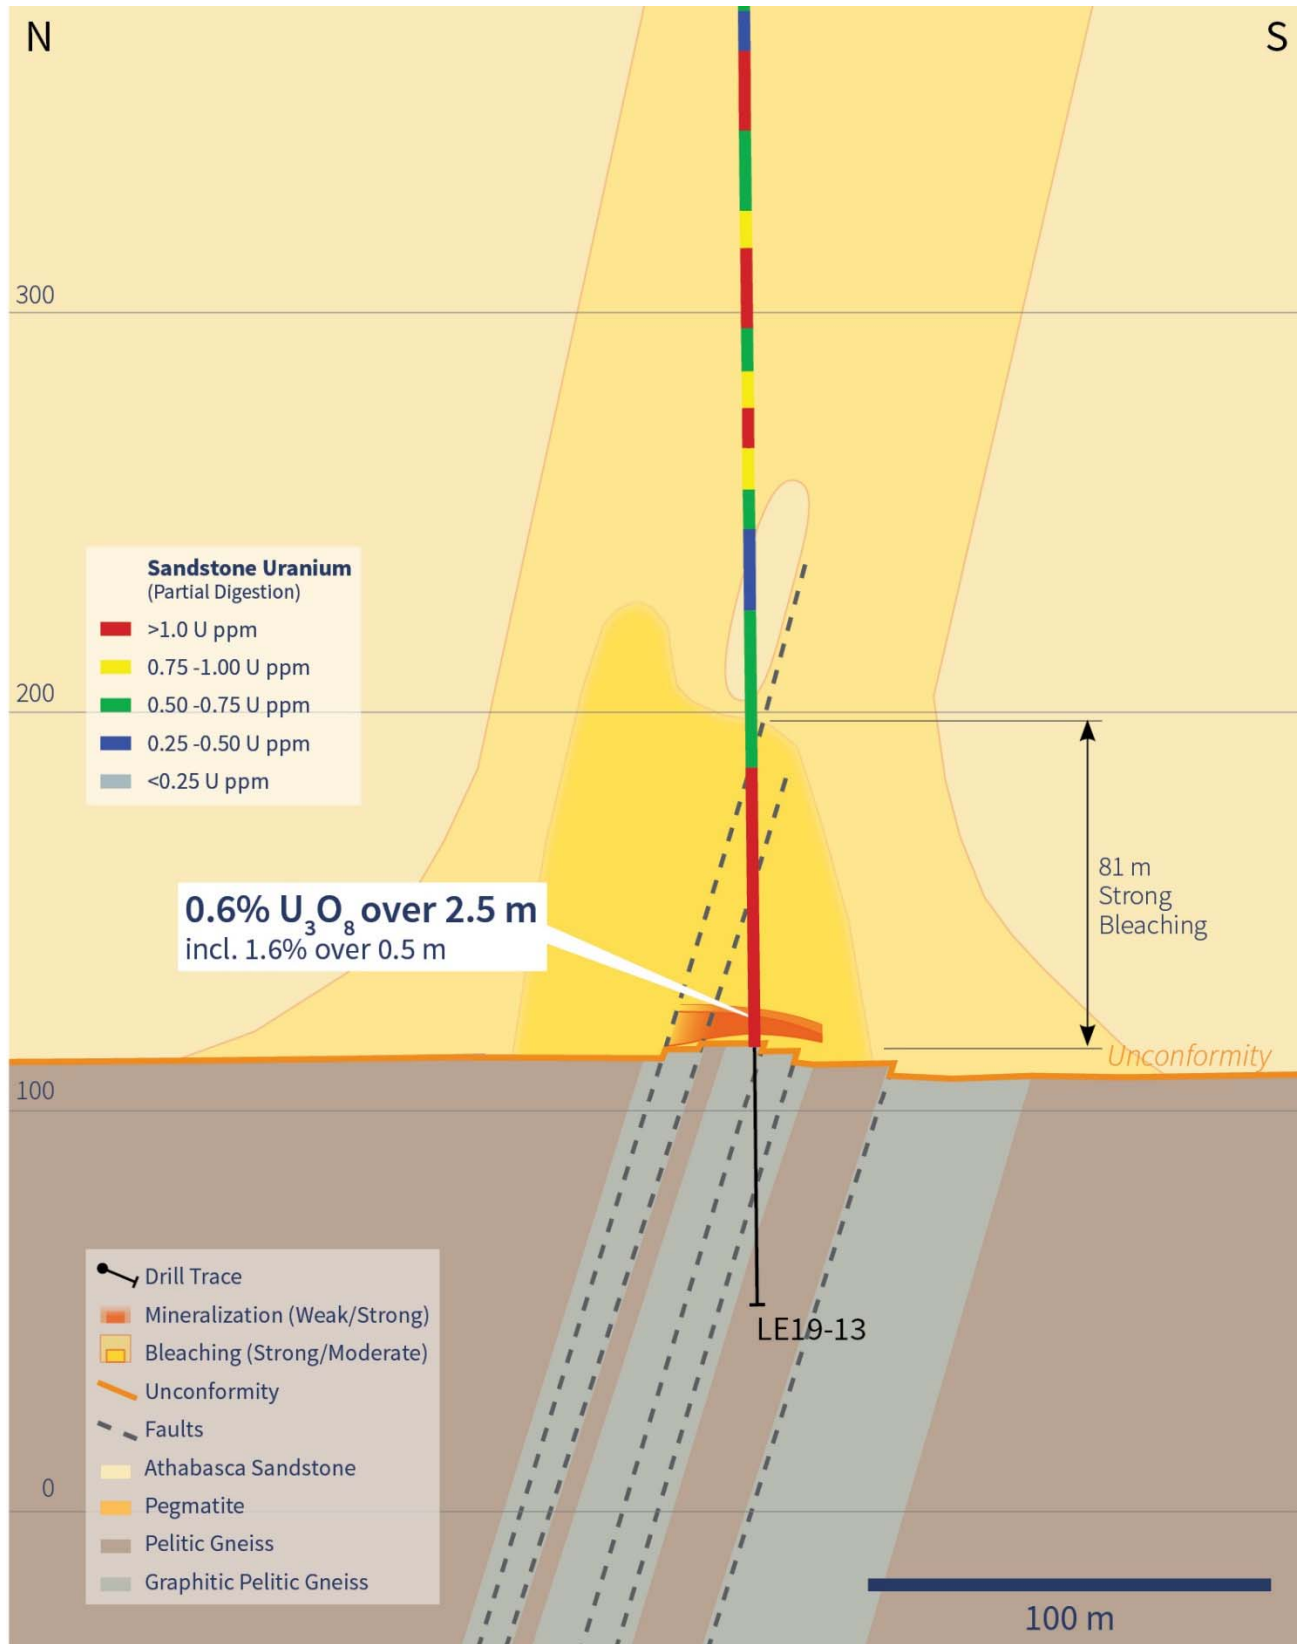 N
S
300
Sandstone Uranium
(Partial Digestion)
>1.0 U ppm
0.75 -1.00 U ppm
0.50 -0.75 U ppm
0.25 -0.50 U ppm
<0.25 U ppm
200
81 m
Strong
Bleaching
0.6% U₃O₈ over 2.5 m
incl. 1.6% over 0.5 m
Unconformity
100
Drill Trace
Mineralization (Weak/Strong)
Bleaching (Strong/Moderate)
Unconformity
Faults
Athabasca Sandstone
Pegmatite
Pelitic Gneiss
Graphitic Pelitic Gneiss
LE19-13
0
100 m